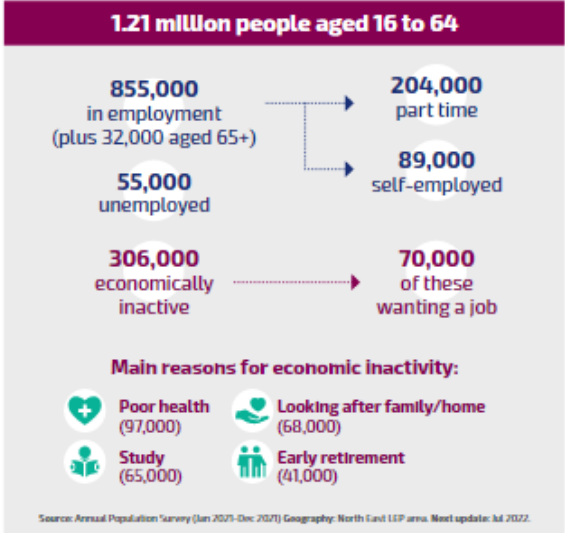 1.21 million people aged 16 to 64
855,000
in employment
(plus 32,000 aged 65+)
204,000
part time
89,000
self-employed
55,000
unemployed
306,000
economically
inactive
70,000
of these
wanting a job
Main reasons for economic inactivity:
Poor health
(97,000)
Looking after family/home
(68,000)
Study
(65,000)
Early retirement
(41,000)
Source: Annual Population Survey (Jan 2021-Dec 2021) Geography: North East LEP area. Next update: Jul 2022.